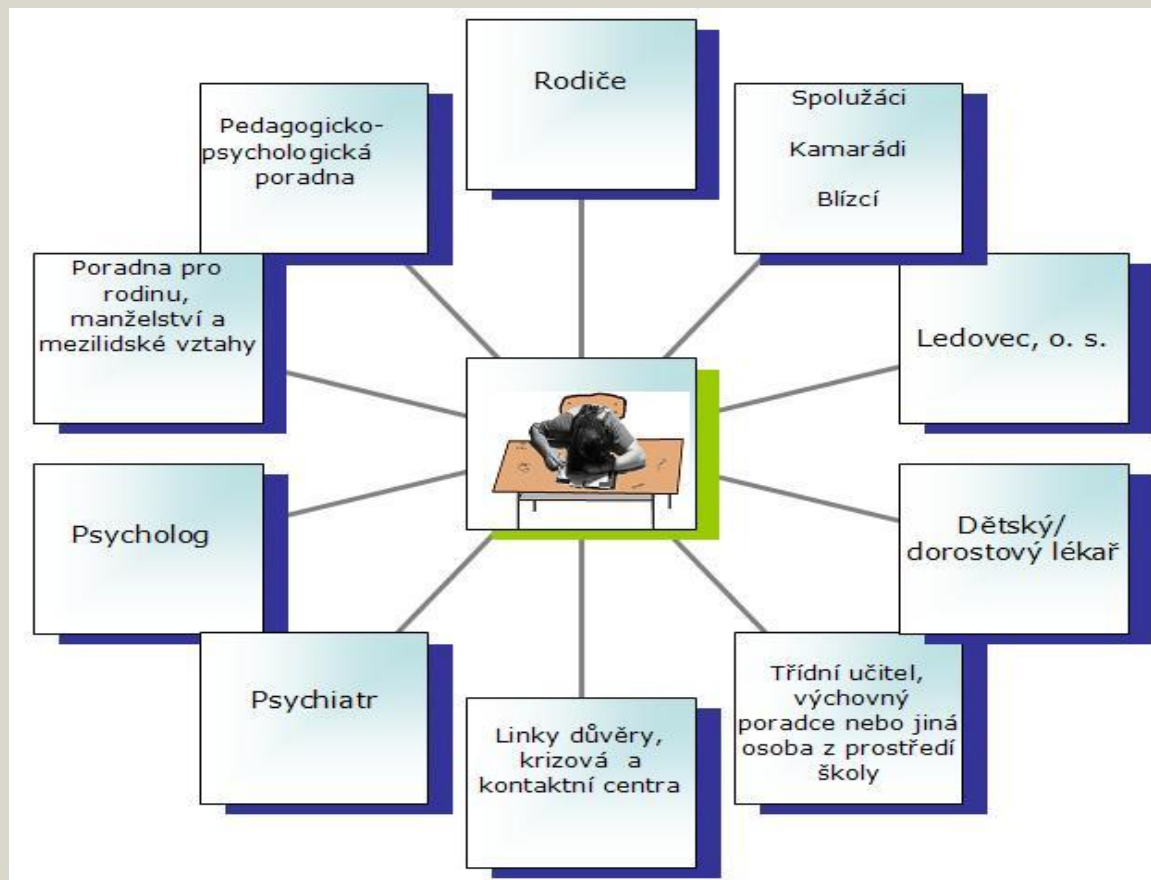 Rodiče
Spolužáci
Kamarádi
Blízcí
Ledovec, o. s.
Dětský/
dorostový lékař
Třídní učitel,
výchovný
poradce nebo jiná
osoba z prostředí
školy
Linky důvěry,
krizová a
kontaktní centra
Psychiatr
Psycholog
Poradna pro
rodinu,
manželství a
mezilidské vztahy
Pedagogicko-
psychologická
poradna